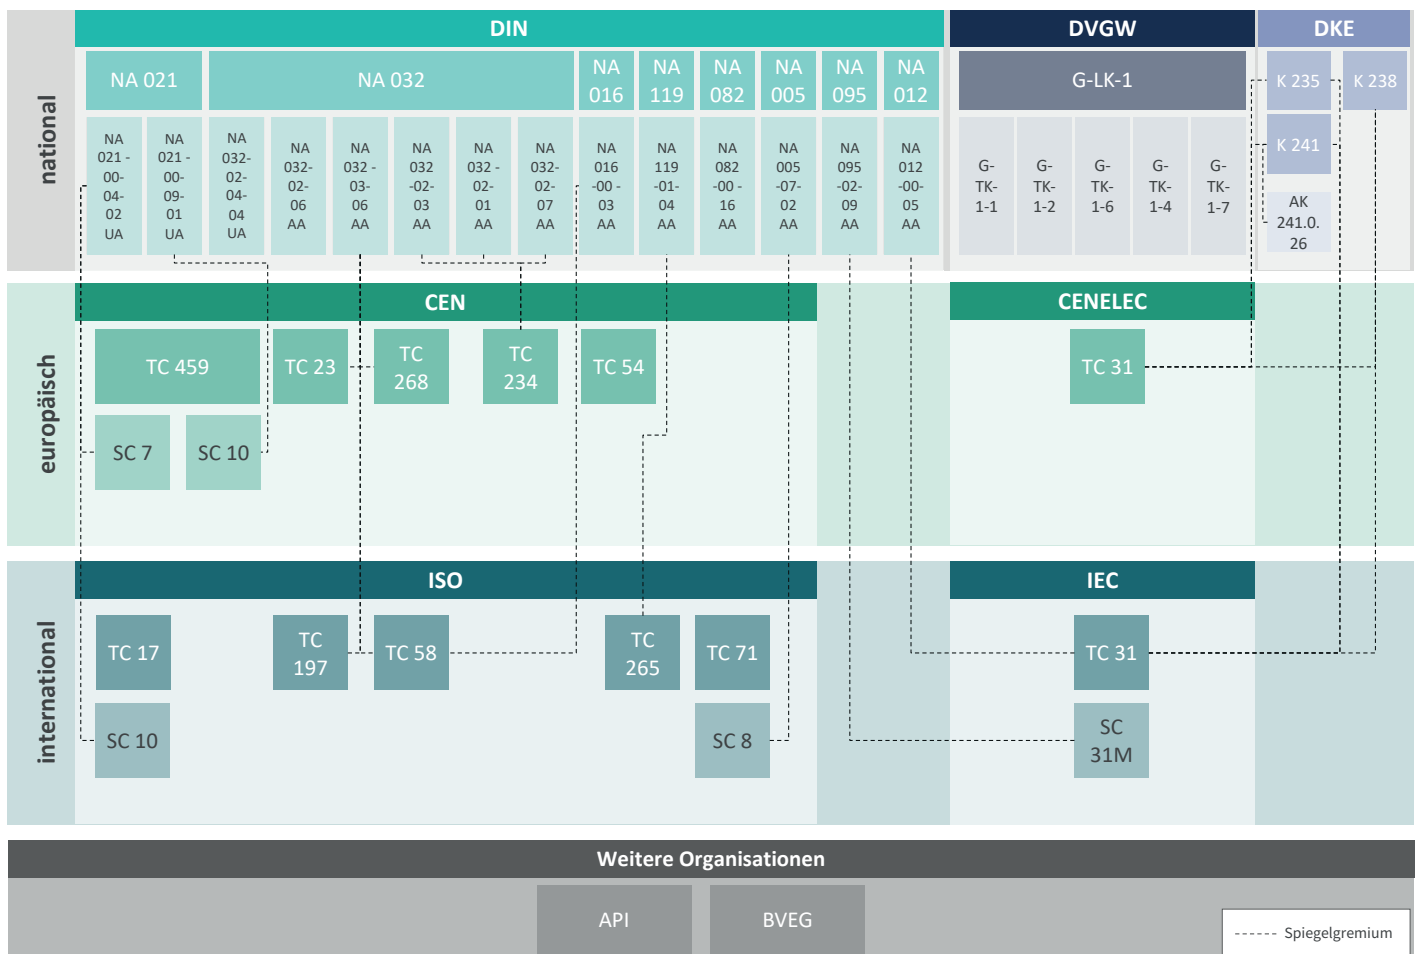 national
DIN
NA 021
NA 032
NA
016
NA
119
NA
082
NA
005
NA
095
NA
012
NA
021 -
00-
04-
02
UA
NA
021 -
00-
09-
01
UA
NA
032-
02-
04-
04
UA
NA
032-
02-
06
AA
NA
032 -
03-
06
AA
NA
032
-02-
03
AA
NA
032 -
02-
01
AA
NA
032-
02-
07
AA
NA
016
-00 -
03
AA
NA
119
-01-
04
AA
NA
082
-00 -
16
AA
NA
005
-07-
02
AA
NA
095
-02-
09
AA
NA
012
-00-
05
AA
DVGW
G-LK-1
G-
TK-
1-1
G-
TK-
1-2
G-
TK-
1-6
G-
TK-
1-4
G-
TK-
1-7
DKE
K 235
K 238
K 241
AK
241.0.
26
europäisch
CEN
TC 459
TC 23
TC
268
TC
234
TC 54
SC 7
SC 10
CENELEC
TC 31
international
ISO
TC 17
TC
197
TC 58
TC
265
TC 71
SC 10
SC 8
IEC
TC 31
SC
31M
Weitere Organisationen
API
BVEG
Spiegelgremium